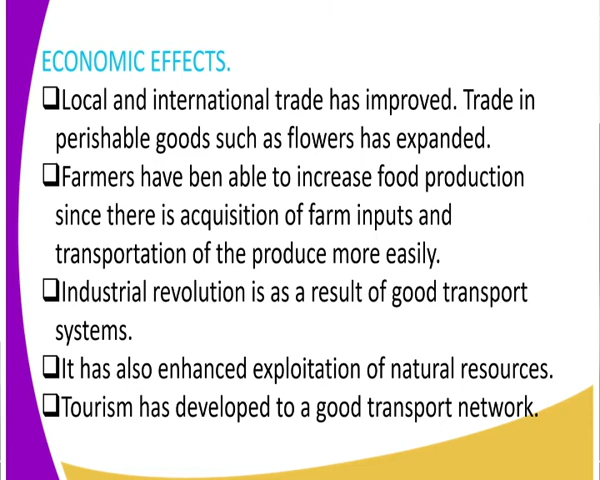 ECONOMIC EFFECTS.
❑Local and international trade has improved. Trade in
perishable goods such as flowers has expanded.
❑Farmers have ben able to increase food production
since there is acquisition of farm inputs and
transportation of the produce more easily.
❑Industrial revolution is as a result of good transport
systems.
❑It has also enhanced exploitation of natural resources.
❑Tourism has developed to a good transport network.